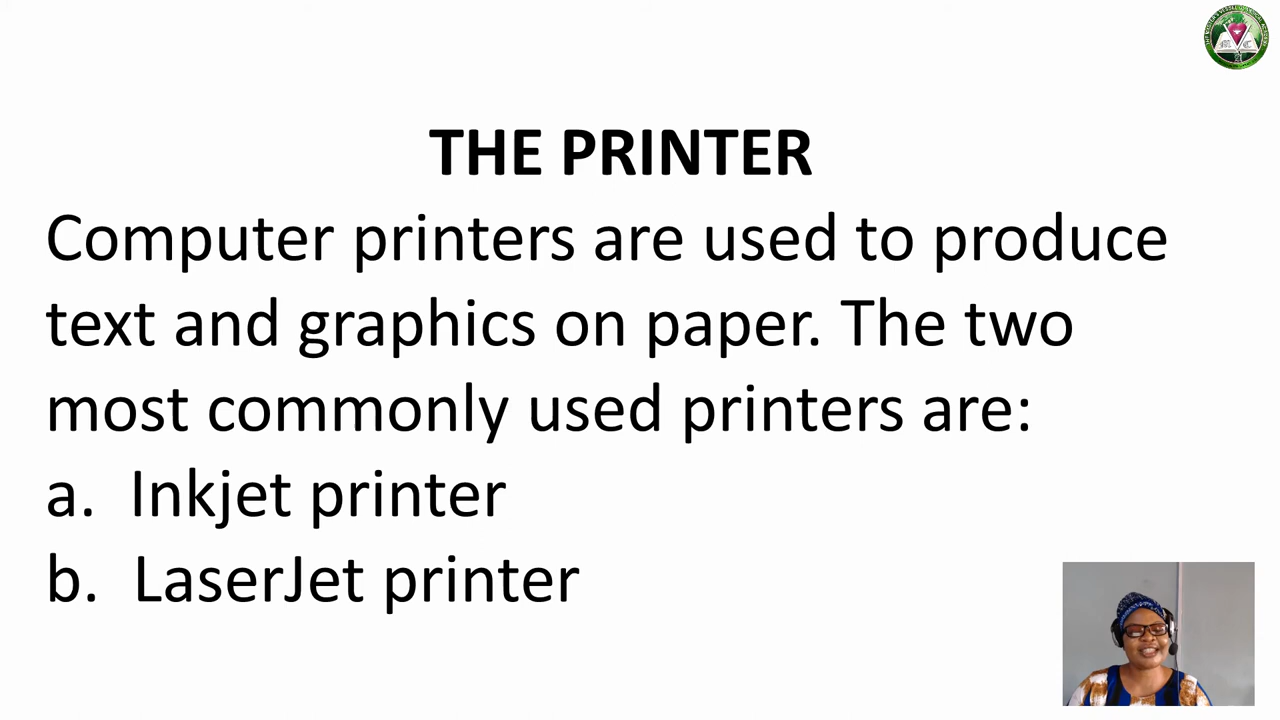 THE PRINTER
Computer printers are used to produce
text and graphics on paper. The two
most commonly used printers are:
a. Inkjet printer
b. LaserJet printer